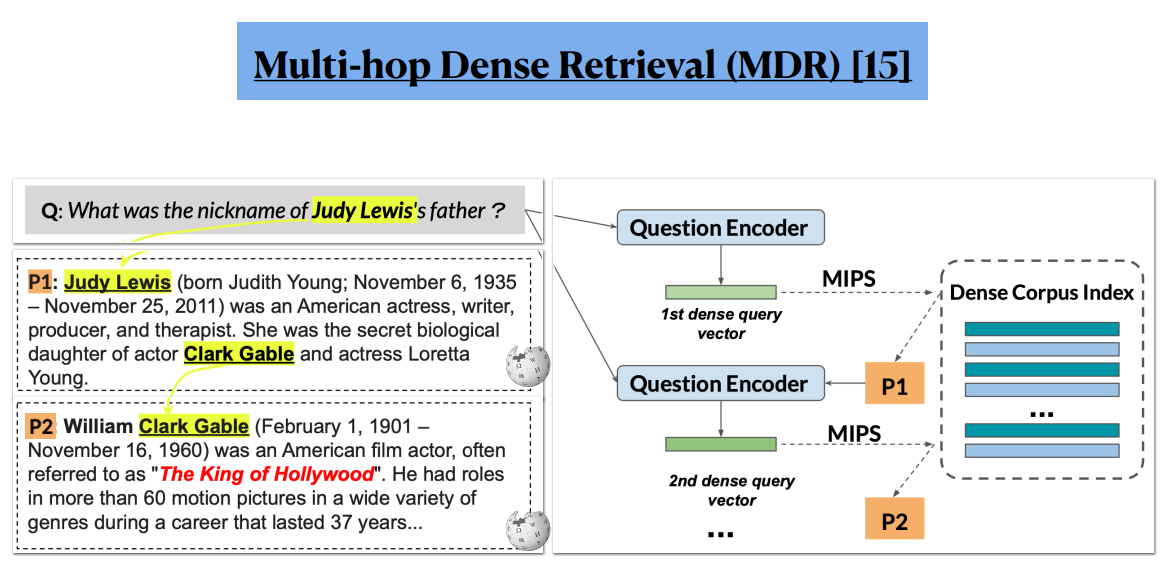 Multi-hop Dense Retrieval (MDR) [15]
Q: What was the nickname of Judy Lewis's father ?
P1: Judy Lewis (born Judith Young; November 6, 1935
– November 25, 2011) was an American actress, writer,
producer, and therapist. She was the secret biological
daughter of actor Clark Gable and actress Loretta
Young.
P2 William Clark Gable (February 1, 1901 –
November 16, 1960) was an American film actor, often
referred to as "The King of Hollywood". He had roles
in more than 60 motion pictures in a wide variety of
genres during a career that lasted 37 years...
Question Encoder
MIPS
1st dense query
vector
Dense Corpus Index
...
Question Encoder
P1
MIPS
2nd dense query
vector
...
P2